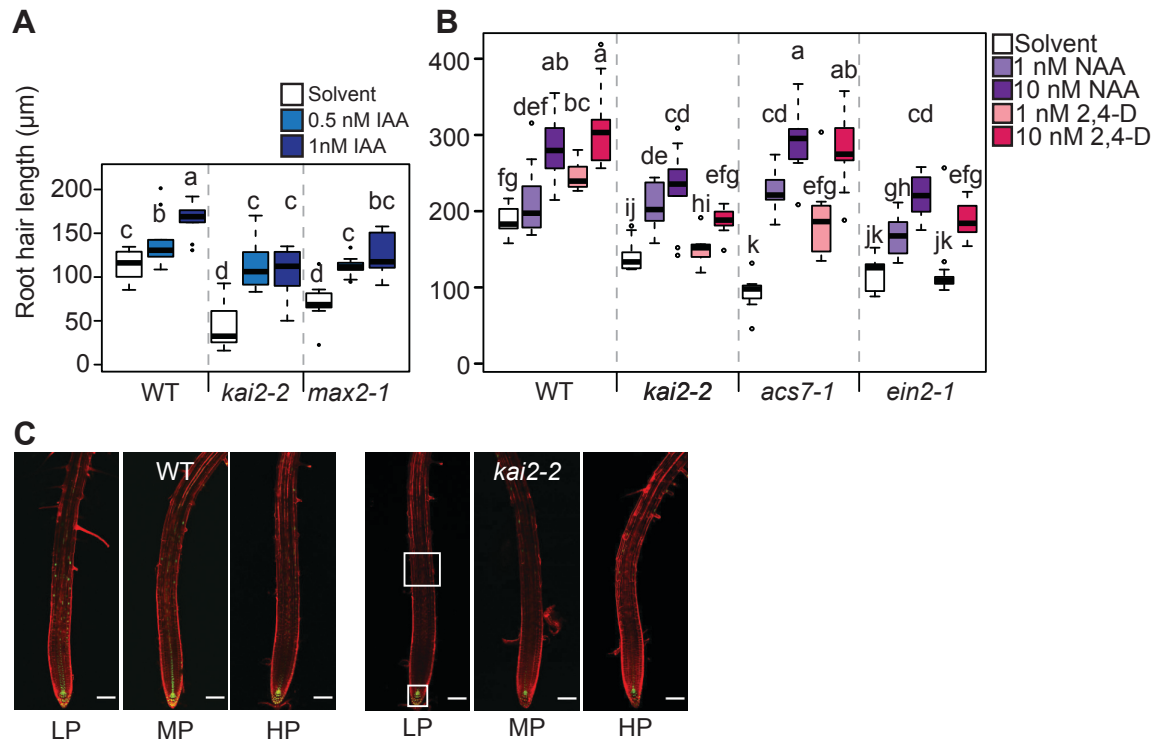 A
Solvent
0.5 nM IAA
1nM IAA
Root hair length (µm)
200
150
100
50
0
c
b
a
d
c
c
d
c
bc
WT
kai2-2
max2-1
B
Solvent
1 nM NAA
10 nM NAA
1 nM 2,4-D
10 nM 2,4-D
400
300
200
100
0
fg
def
ab
bc
a
ij
de
cd
hi
efg
k
cd
a
efg
ab
jk
gh
cd
jk
efg
WT
kai2-2
acs7-1
ein2-1
C
WT
kai2-2
LP
MP
HP
LP
MP
HP